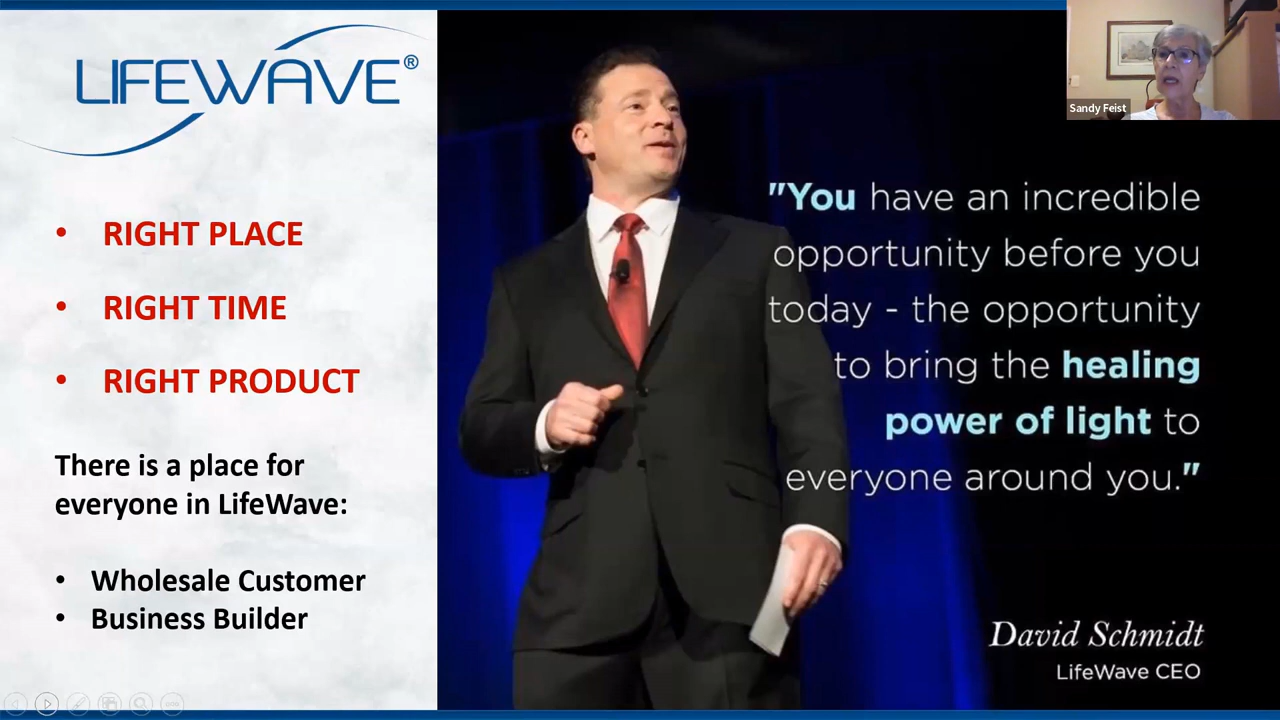 LIFEWAVE®
• RIGHT PLACE
• RIGHT TIME
• RIGHT PRODUCT
There is a place for
everyone in LifeWave:
• Wholesale Customer
• Business Builder
"You have an incredible
opportunity before you
today - the opportunity
to bring the healing
power of light to
everyone around you."
David Schmidt
LifeWave CEO
Sandy Feist